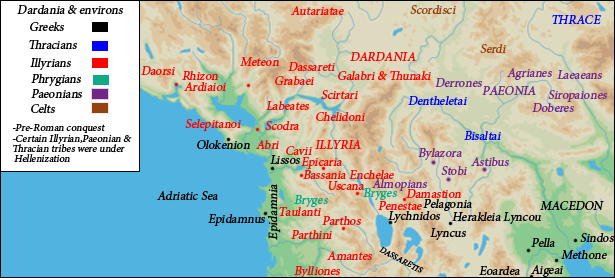 Dardania & environs
Greeks
Thracians
Illyrians
Phrygians
Paeonians
Celts
-Pre-Roman conquest
-Certain Illyrian,Paeonian &
Thracian tribes were under
Hellenization
Autariatae
Scordisci
THRACE
Serdi
Daorsi
Rhizon
Ardiaioi
Meteon
Dassareti
Grabaei
DARDANIA
Galabri & Thunaki
Derrones
Agrianes
Laeaeans
PAEONIA
Siropaiones
Doberes
Labeates
Scirtari
Chelidoni
Dentheletai
Selepitanoi
Scodra
Olokenion
Abri
Cavii
ILLYRIA
Bisaltai
Lissos
Epicaria
Bassania
Enchelae
Bylazora
Stobi
Astibus
Uscana
Almopians
Adriatic Sea
Epidamnia
Bryges
Bryges
Damastion
Penestae
Pelagonia
MACEDON
Epidamnus
Taulanti
Parthos
Parthini
Lychnidos
Herakleia Lyncou
Lyncus
Sindos
Pella
Methone
Amantes
DASSARETIS
Eoardea
Aigeai
Bylliones